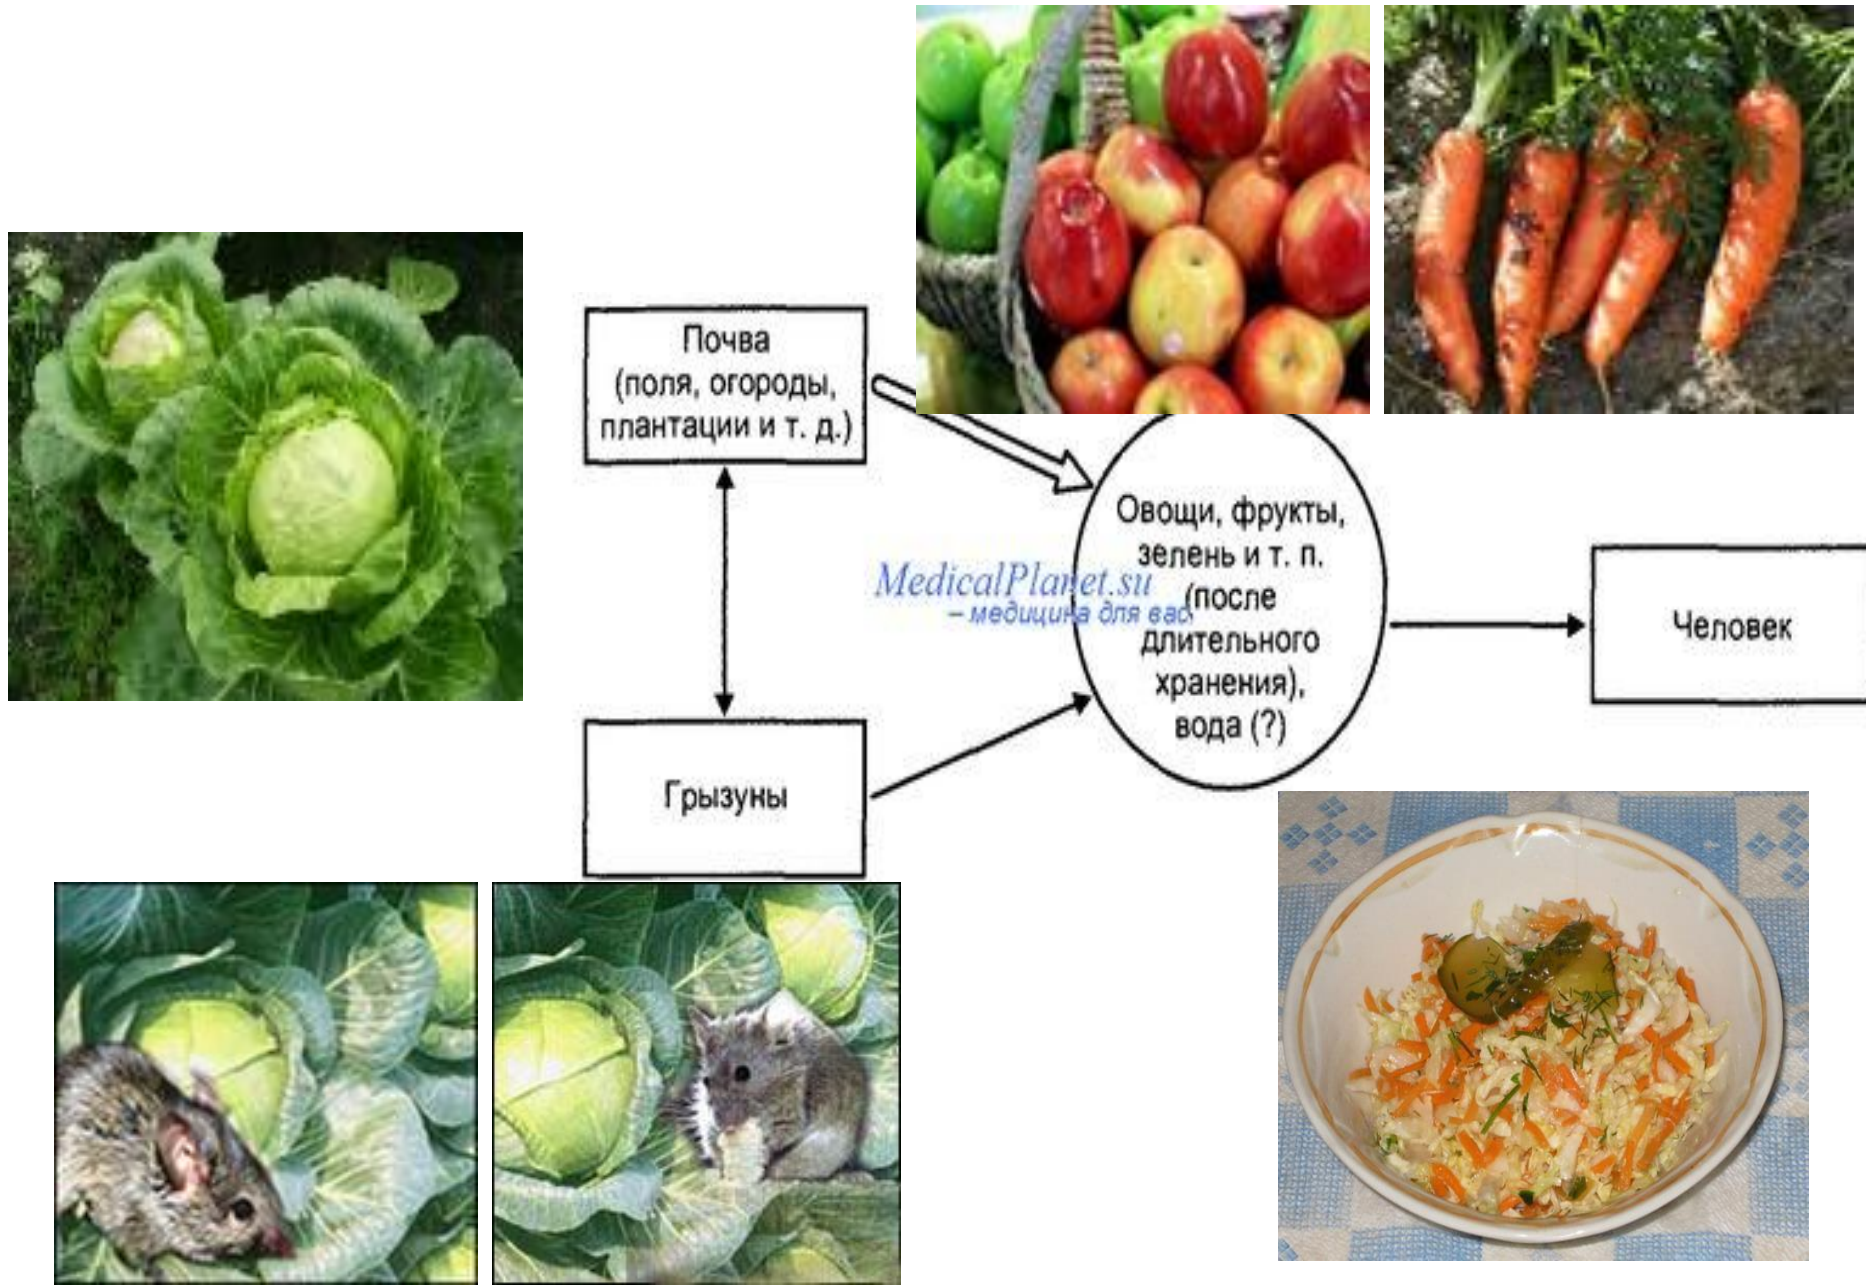 Почва
(поля, огороды,
плантации и т. д.)
Овощи, фрукты,
зелень и т. п.
(после
длительного
хранения),
вода (?)
MedicalPlanet.su
– медицина для вас
Человек
Грызуны